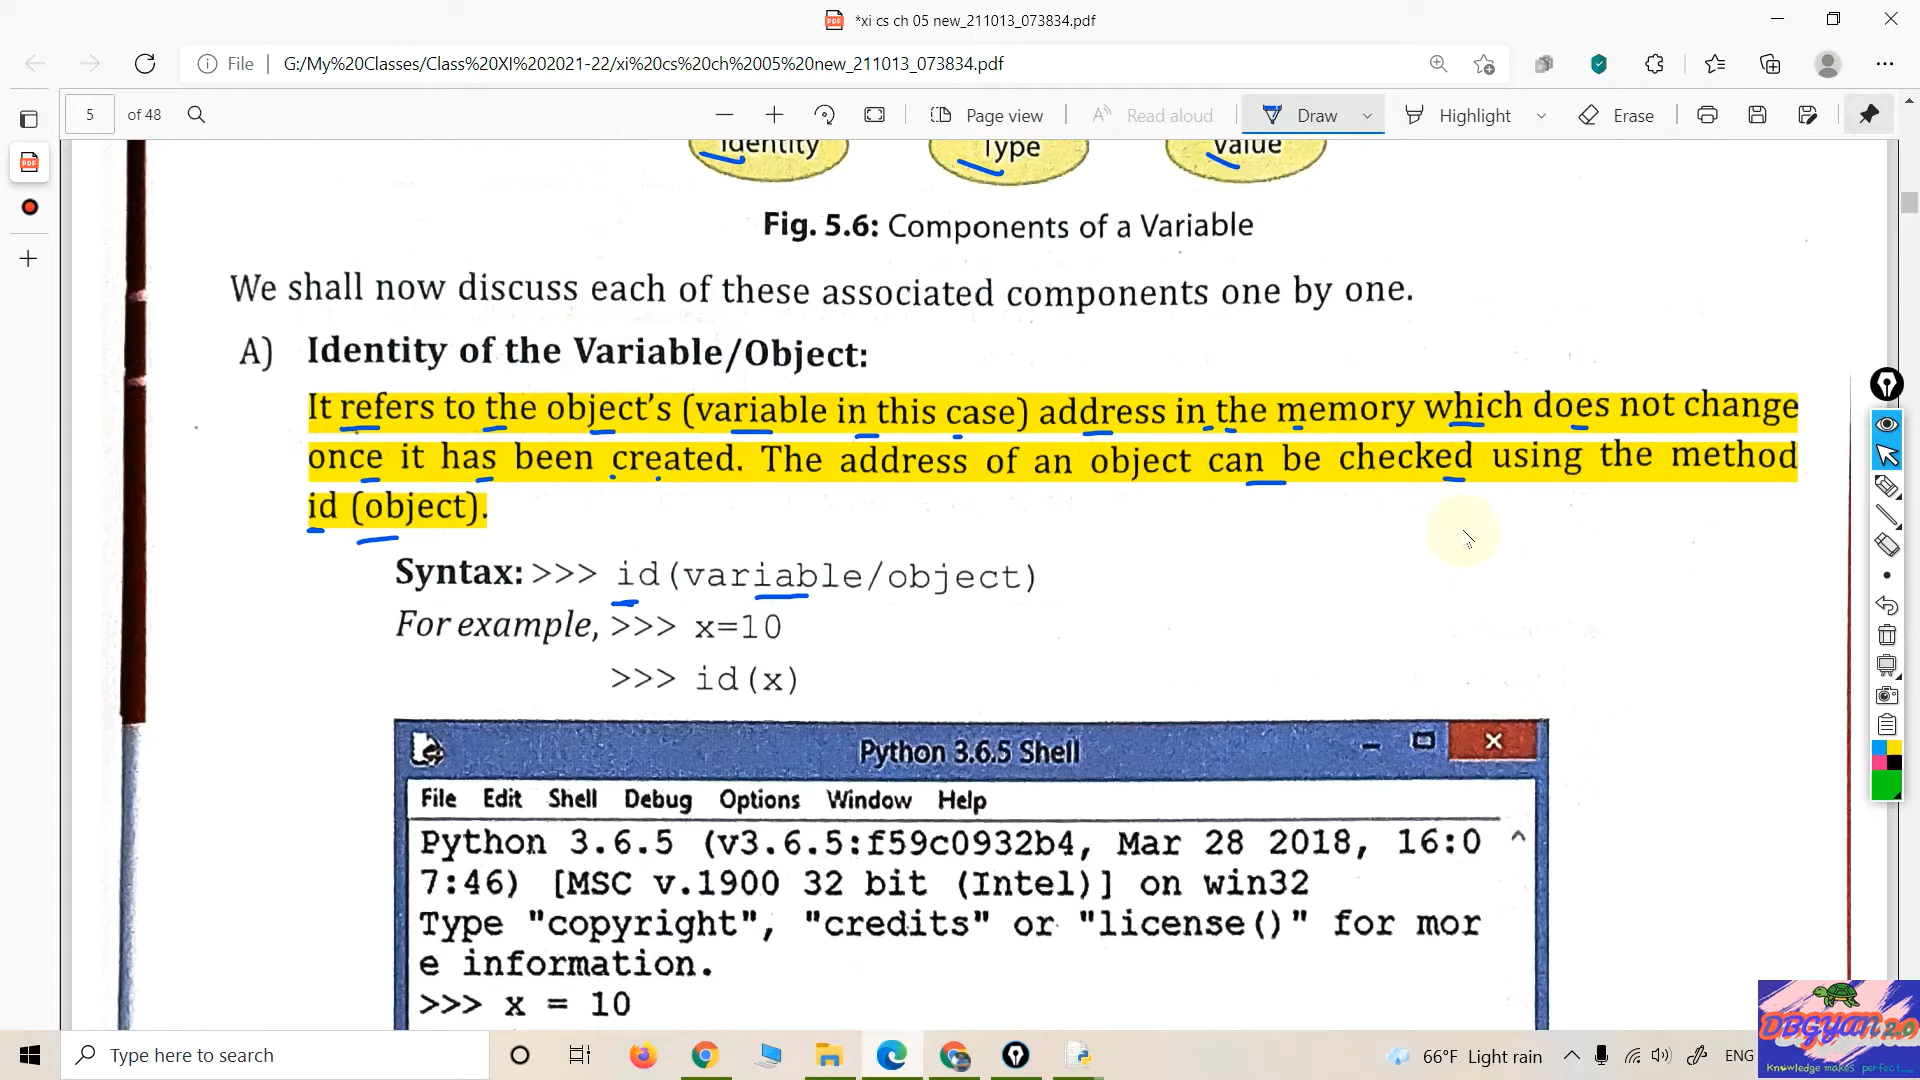 *xi cs ch 05 new_211013_073834.pdf
File
G:/My%20Classes/Class%20XI%202021-22/xi%20cs%20ch%2005%20new_211013_073834.pdf
5 of 48
Page view
Read aloud
Draw
Highlight
Erase
Identity Type Value
Fig. 5.6: Components of a Variable
We shall now discuss each of these associated components one by one.
A) Identity of the Variable/Object:
It refers to the object's (variable in this case) address in the memory which does not change
once it has been created. The address of an object can be checked using the method
id (object).
Syntax: >>> id(variable/object)
For example, >>> x=10
>>> id(x)
Python 3.6.5 Shell
File Edit Shell Debug Options Window Help
Python 3.6.5 (v3.6.5:f59c0932b4, Mar 28 2018, 16:0
7:46) [MSC v.1900 32 bit (Intel)] on win32
Type "copyright", "credits" or "license()" for mor
e information.
>>> x = 10
Type here to search
66°F Light rain
ENG
DBGyan 2.0
Knowledge makes perfect....